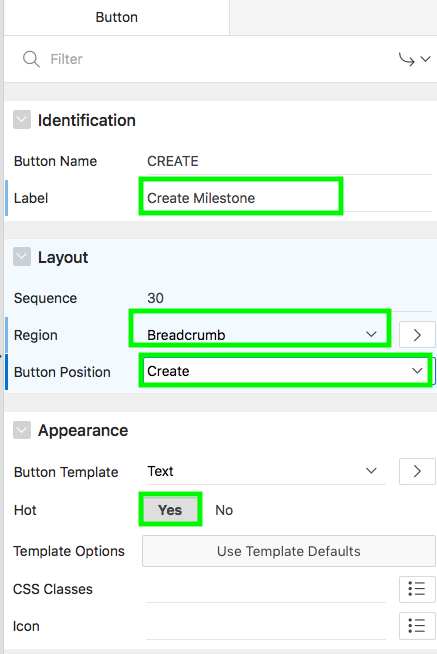 Button
Filter
Identification
Button Name CREATE
Label Create Milestone
Layout
Sequence 30
Region Breadcrumb
Button Position Create
Appearance
Button Template Text
Hot Yes No
Template Options Use Template Defaults
CSS Classes
Icon